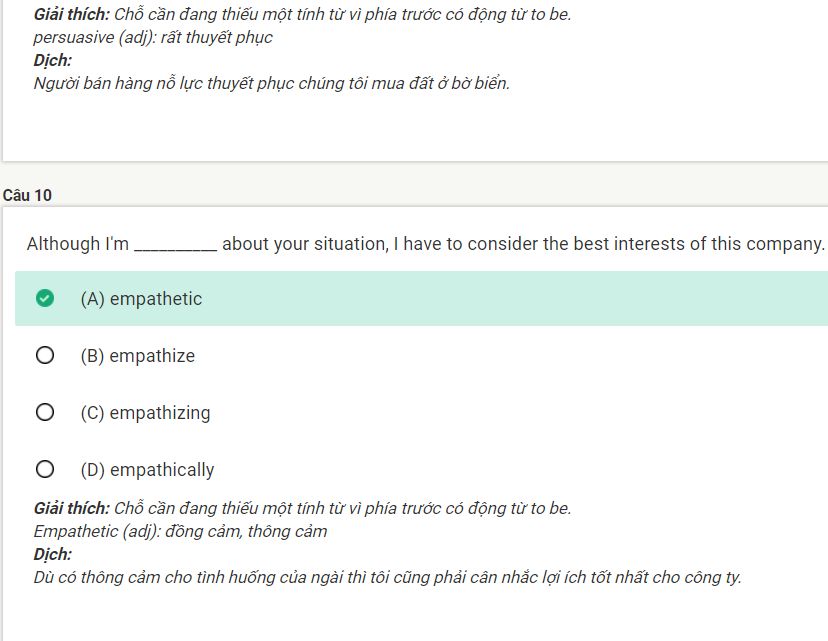 Giải thích: Chỗ cần đang thiếu một tính từ vì phía trước có động từ to be.
persuasive (adj): rất thuyết phục
Dịch:
Người bán hàng nỗ lực thuyết phục chúng tôi mua đất ở bờ biển.
Câu 10
Although I'm __________ about your situation, I have to consider the best interests of this company.
(A) empathetic
(B) empathize
(C) empathizing
(D) empathically
Giải thích: Chỗ cần đang thiếu một tính từ vì phía trước có động từ to be.
Empathetic (adj): đồng cảm, thông cảm
Dịch:
Dù có thông cảm cho tình huống của ngài thì tôi cũng phải cân nhắc lợi ích tốt nhất cho công ty.